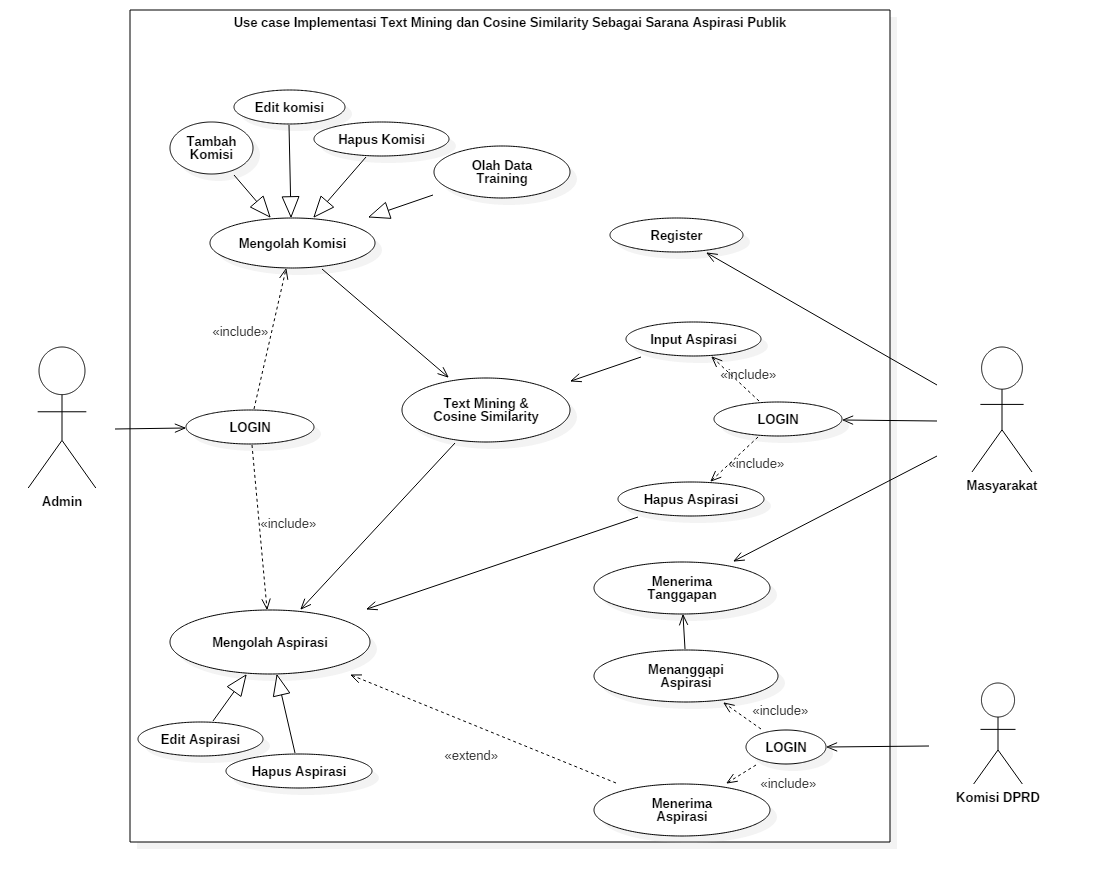 Use case Implementasi Text Mining dan Cosine Similarity Sebagai Sarana Aspirasi Publik
Edit komisi
Tambah
Komisi
Hapus Komisi
Olah Data
Training
Mengolah Komisi
Register
«include»
Input Aspirasi
«include»
Text Mining &
Cosine Similarity
LOGIN
LOGIN
«include»
Admin
Masyarakat
Hapus Aspirasi
«include»
Menerima
Tanggapan
Mengolah Aspirasi
Menanggapi
Aspirasi
«include»
Edit Aspirasi
LOGIN
Hapus Aspirasi
«extend»
«include»
Komisi DPRD
Menerima
Aspirasi